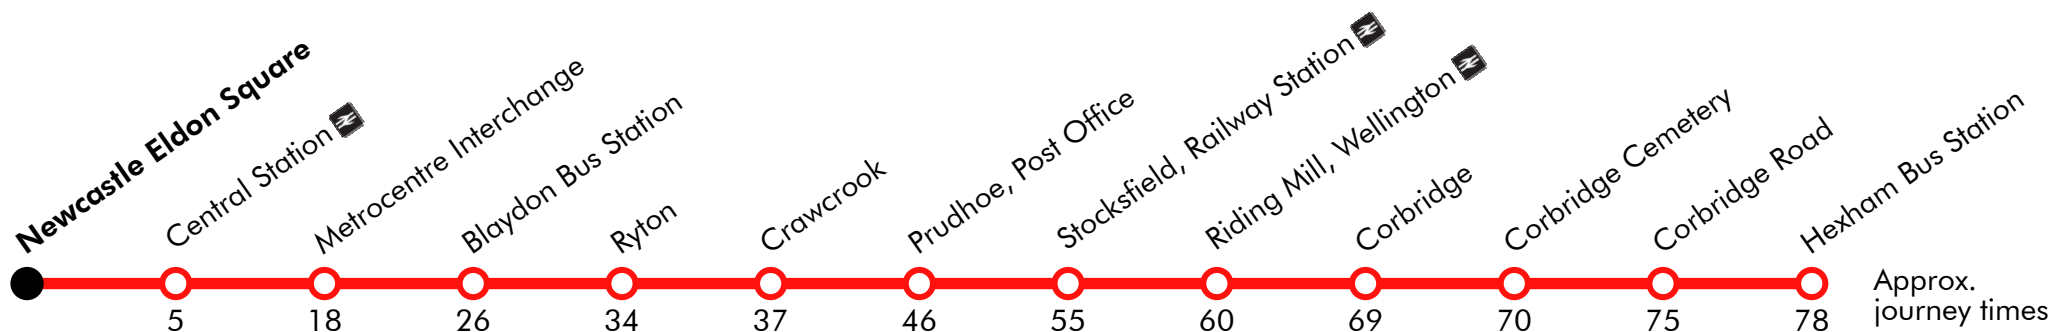 Newcastle Eldon Square
Central Station
Metrocentre Interchange
Blaydon Bus Station
Ryton
Crawcrook
Prudhoe, Post Office
Stocksfield, Railway Station
Riding Mill, Wellington
Corbridge
Corbridge Cemetery
Corbridge Road
Hexham Bus Station
Approx.
journey times
5 18 26 34 37 46 55 60 69 70 75 78